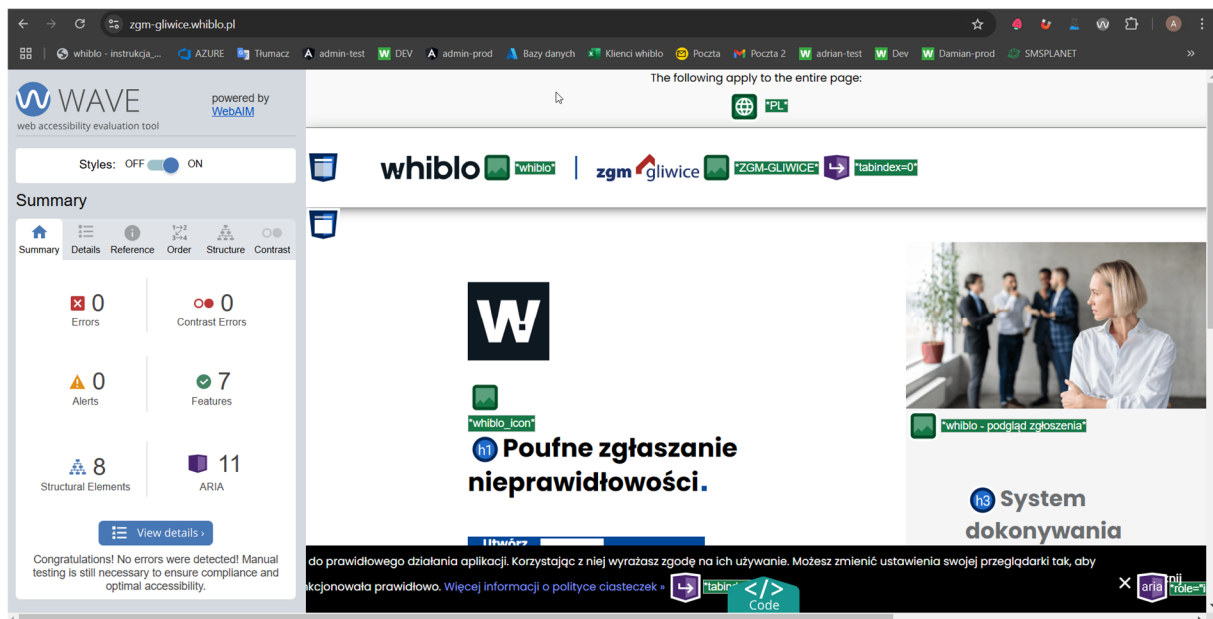 zgm-gliwice.whiblo.pl
A
whiblo - instrukcja_...
AZURE
Tłumacz
admin-test
DEV
admin-prod
Bazy danych
Klienci whiblo
Poczta
Poczta 2
adrian-test
Dev
Damian-prod
SMSPLANET
»
WAVE
web accessibility evaluation tool
powered by
WebAIM
Styles: OFF ON
Summary
Summary Details Reference Order Structure Contrast
0 Errors
0 Contrast Errors
0 Alerts
7 Features
8 Structural Elements
11 ARIA
View details ›
Congratulations! No errors were detected! Manual
testing is still necessary to ensure compliance and
optimal accessibility.
The following apply to the entire page:
*PL*
whiblo *whiblo* | zgm gliwice *ZGM-GLIWICE* *tabindex=0*
W
*whiblo_icon*
h1 Poufne zgłaszanie
nieprawidłowości.
Utwórz
*whiblo - podgląd zgłoszenia*
h3 System
dokonywania
do prawidłowego działania aplikacji. Korzystając z niej wyrażasz zgodę na ich używanie. Możesz zmienić ustawienia swojej przeglądarki tak, aby
nkcjonowała prawidłowo. Więcej informacji o polityce ciasteczek »
</>
Code
aria